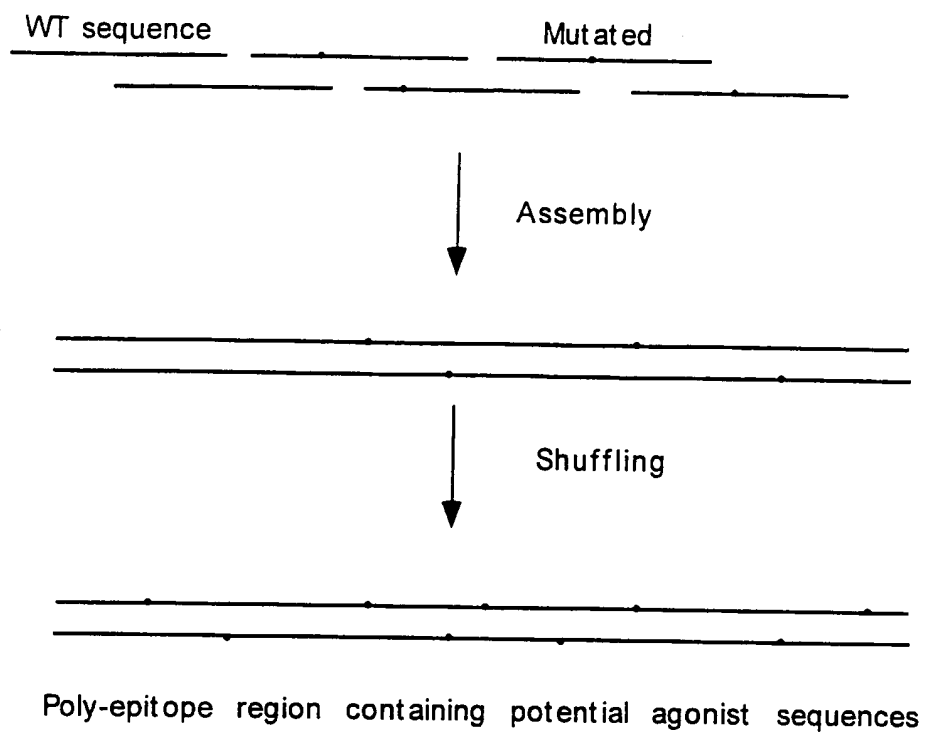 WT sequence
Mutated
Assembly
Shuffling
Poly-epitope region containing potential agonist sequences